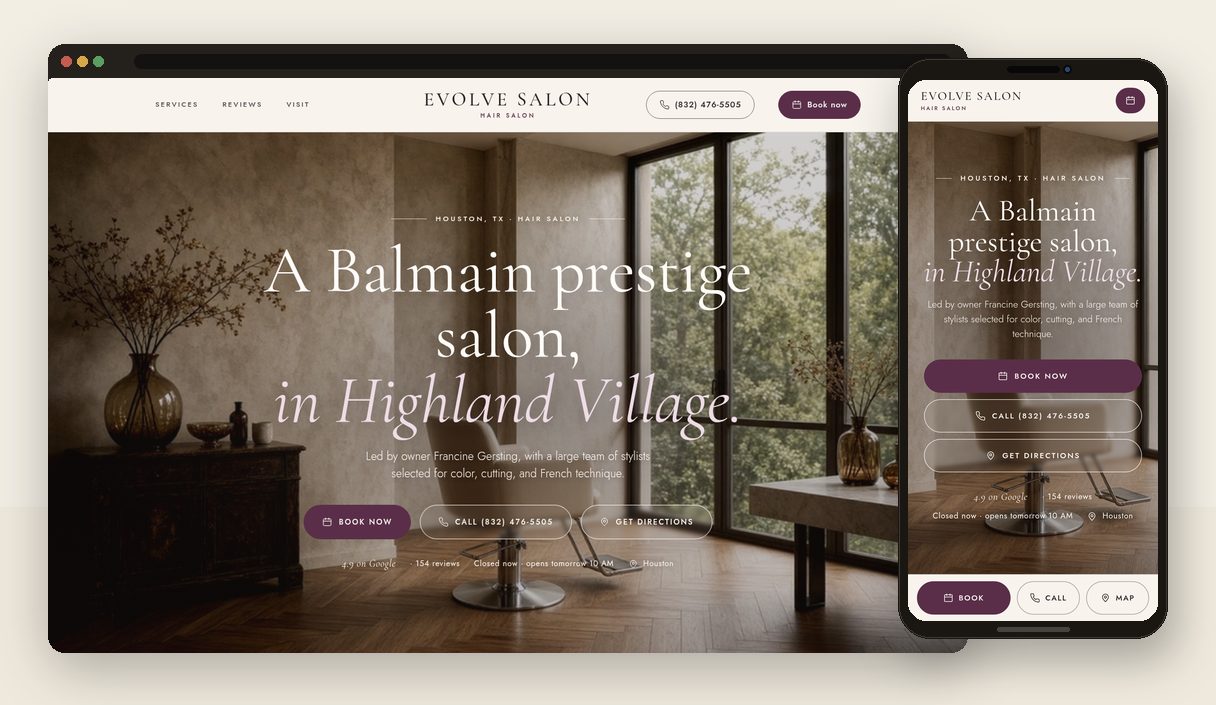 SERVICES REVIEWS VISIT
EVOLVE SALON
HAIR SALON
(832) 476-5505
Book now
HOUSTON, TX · HAIR SALON
A Balmain prestige
salon,
in Highland Village.
Led by owner Francine Gersting, with a large team of stylists
selected for color, cutting, and French technique.
BOOK NOW
CALL (832) 476-5505
GET DIRECTIONS
4.9 on Google · 154 reviews Closed now · opens tomorrow 10 AM Houston
EVOLVE SALON
HAIR SALON
HOUSTON, TX · HAIR SALON
A Balmain
prestige salon,
in Highland Village.
Led by owner Francine Gersting, with a large team of
stylists selected for color, cutting, and French
technique.
BOOK NOW
CALL (832) 476-5505
GET DIRECTIONS
4.9 on Google · 154 reviews
Closed now · opens tomorrow 10 AM Houston
BOOK
CALL
MAP